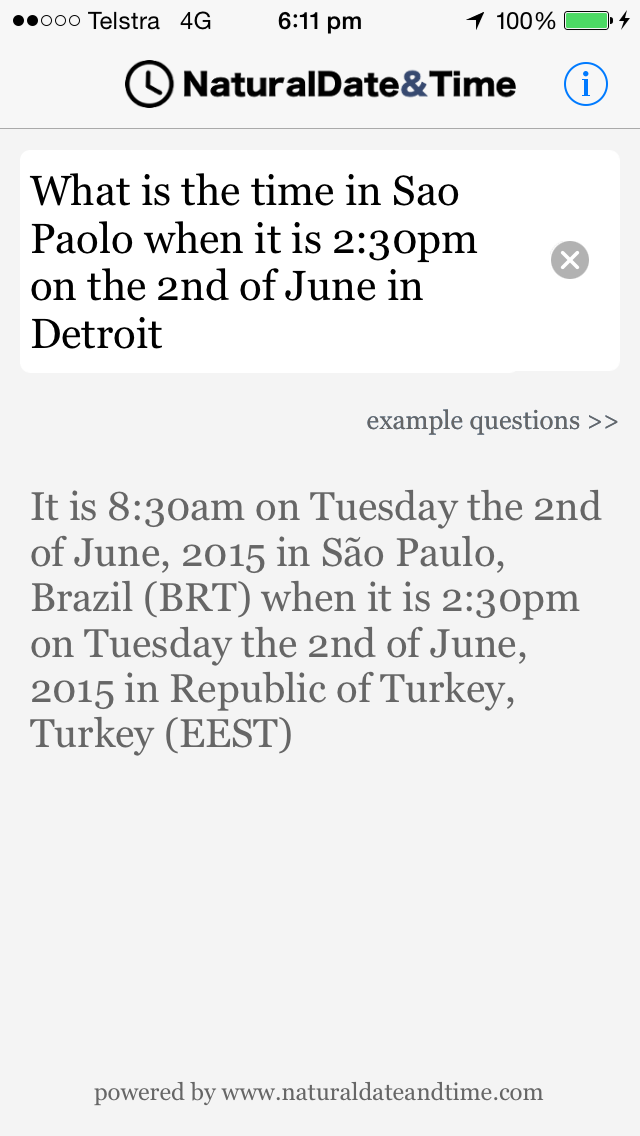 Telstra 4G 6:11 pm 100%
NaturalDate&Time
i
What is the time in Sao
Paolo when it is 2:30pm
on the 2nd of June in
Detroit
example questions >>
It is 8:30am on Tuesday the 2nd
of June, 2015 in São Paulo,
Brazil (BRT) when it is 2:30pm
on Tuesday the 2nd of June,
2015 in Republic of Turkey,
Turkey (EEST)
powered by www.naturaldateandtime.com